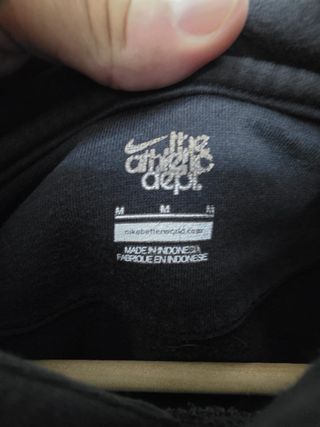 the
athletic
dept.
M M M
nikebetterworld.com
MADE IN INDONESIA
FABRIQUE EN INDONESIE